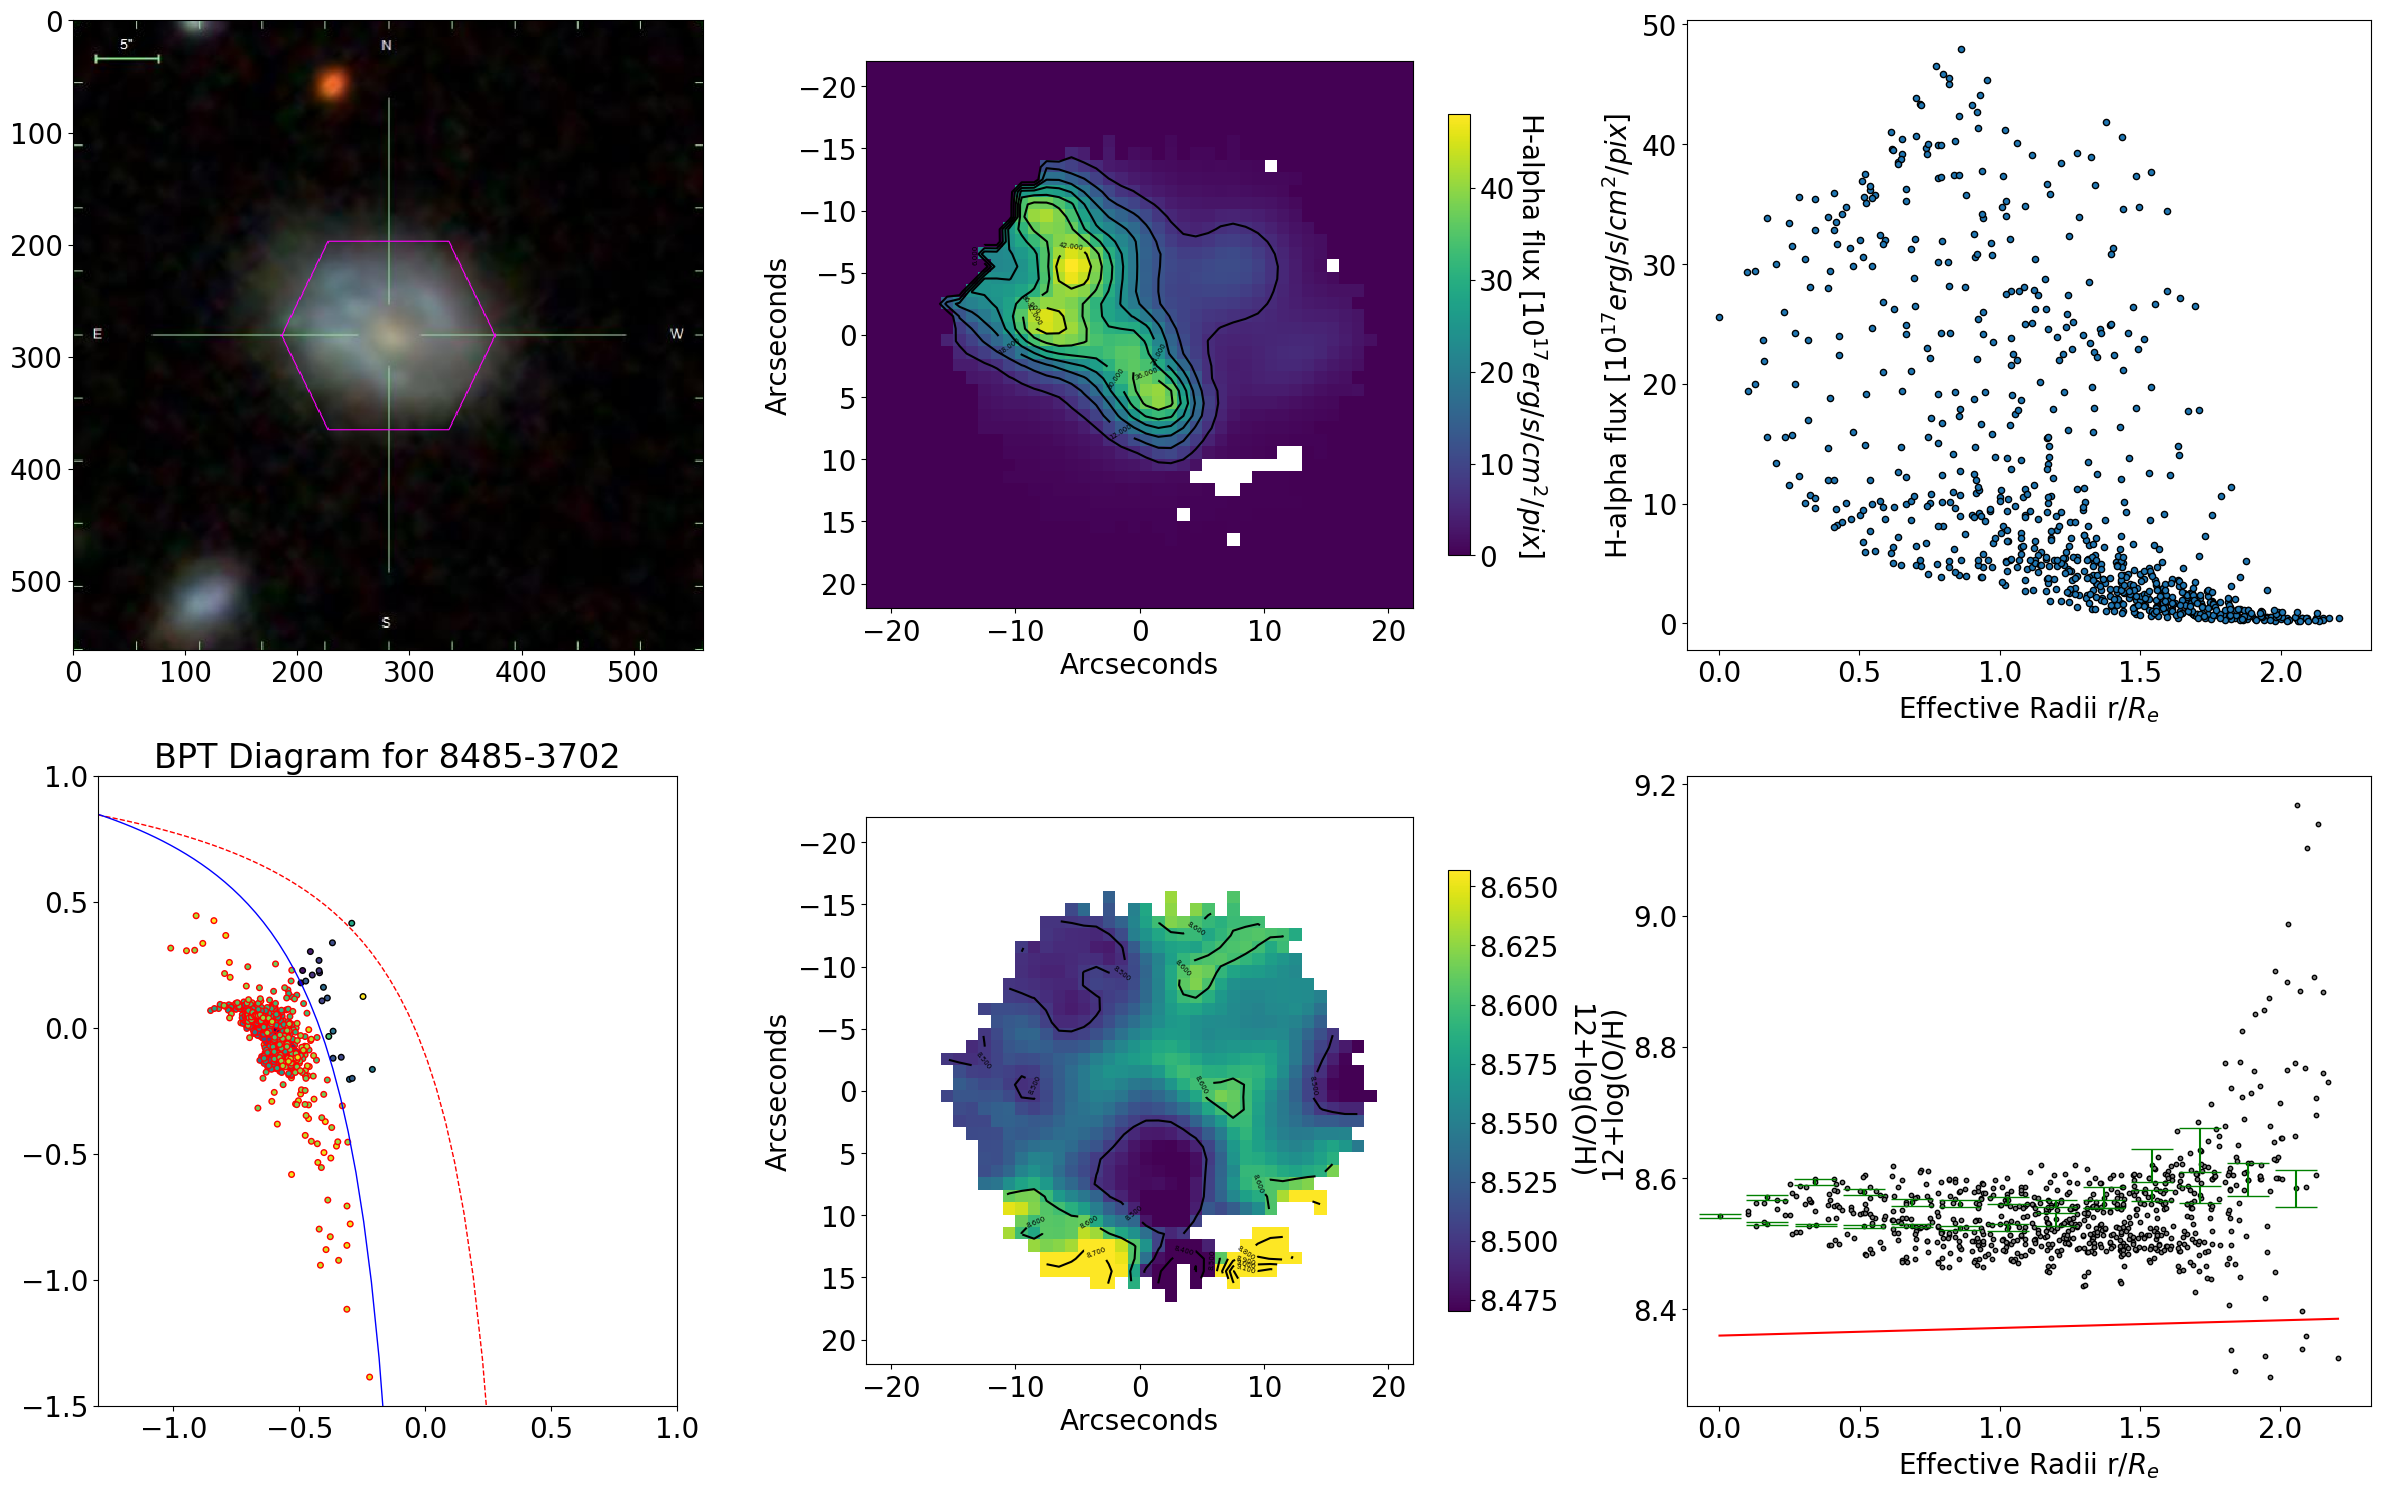 0
100
200
300
400
500
0 100 200 300 400 500
5"
N
E
W
S
−20
−15
−10
−5
0
5
10
15
20
Arcseconds
−20 −10 0 10 20
Arcseconds
40
30
20
10
0
H-alpha flux [10^17 erg/s/cm^2/pix]
50
40
30
20
10
0
H-alpha flux [10^17 erg/s/cm^2/pix]
0.0 0.5 1.0 1.5 2.0
Effective Radii r/R_e
BPT Diagram for 8485-3702
1.0
0.5
0.0
−0.5
−1.0
−1.5
−1.0 −0.5 0.0 0.5 1.0
−20
−15
−10
−5
0
5
10
15
20
Arcseconds
−20 −10 0 10 20
Arcseconds
8.650
8.625
8.600
8.575
8.550
8.525
8.500
8.475
12+log(O/H)
12+log(O/H)
9.2
9.0
8.8
8.6
8.4
0.0 0.5 1.0 1.5 2.0
Effective Radii r/R_e